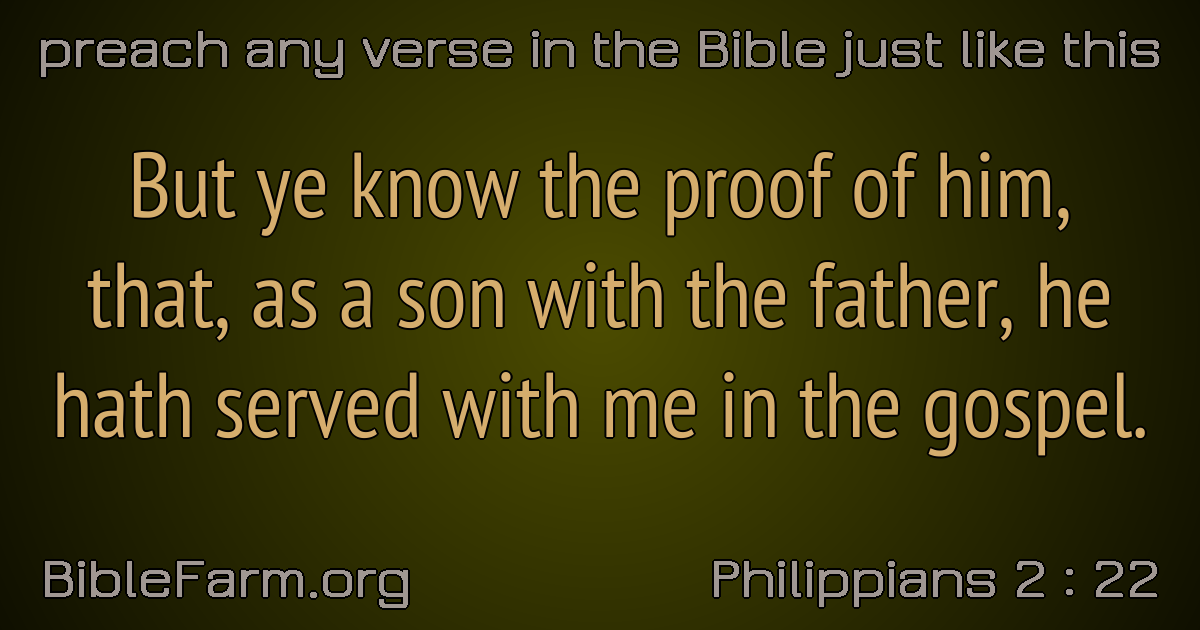 preach any verse in the Bible just like this
But ye know the proof of him,
that, as a son with the father, he
hath served with me in the gospel.
BibleFarm.org
Philippians 2 : 22